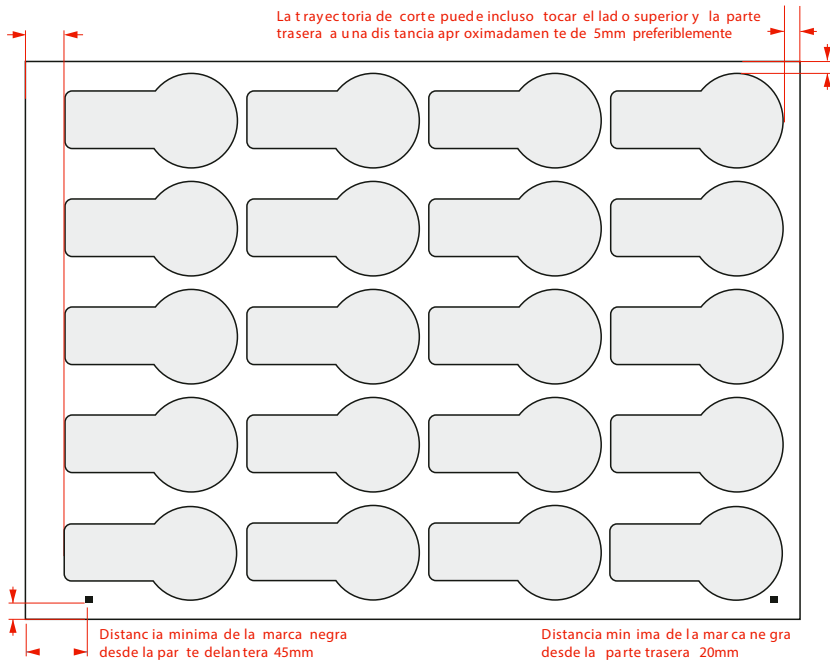 La trayectoria de corte puede incluso tocar el lado superior y la parte
trasera a una distancia aproximadamente de 5mm preferiblemente
Distancia minima de la marca negra
desde la parte delantera 45mm
Distancia minima de la marca negra
desde la parte trasera 20mm